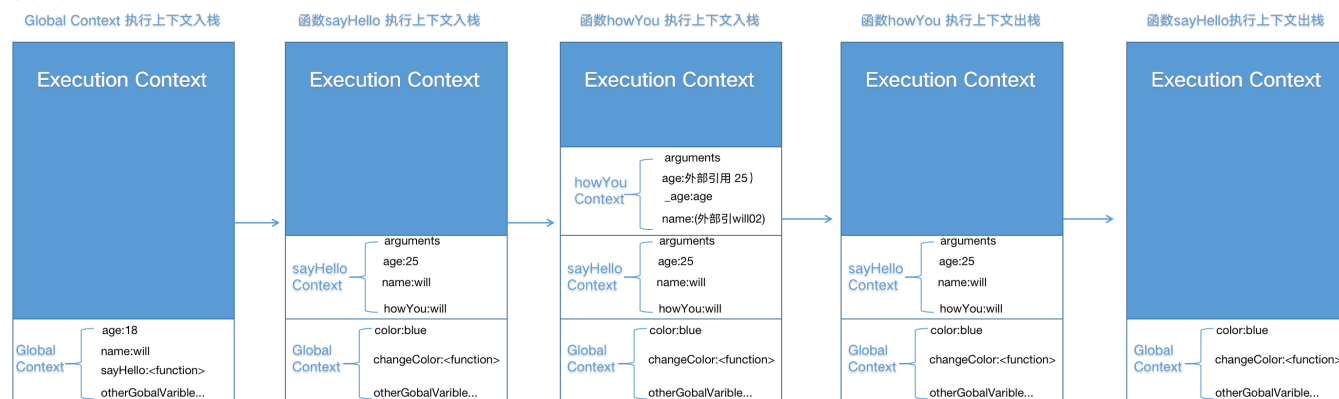 Global Context 执行上下文入栈
Execution Context
Global
Context
age:18
name:will
sayHello:<function>
otherGobalVarible...
函数sayHello 执行上下文入栈
Execution Context
sayHello
Context
arguments
age:25
name:will
howYou:will
Global
Context
color:blue
changeColor:<function>
otherGobalVarible...
函数howYou 执行上下文入栈
Execution Context
howYou
Context
arguments
age:外部引用 25）
_age:age
name:(外部引will02)
sayHello
Context
arguments
age:25
name:will
howYou:will
Global
Context
color:blue
changeColor:<function>
otherGobalVarible...
函数howYou 执行上下文出栈
Execution Context
sayHello
Context
arguments
age:25
name:will
howYou:will
Global
Context
color:blue
changeColor:<function>
otherGobalVarible...
函数sayHello执行上下文出栈
Execution Context
Global
Context
color:blue
changeColor:<function>
otherGobalVarible...